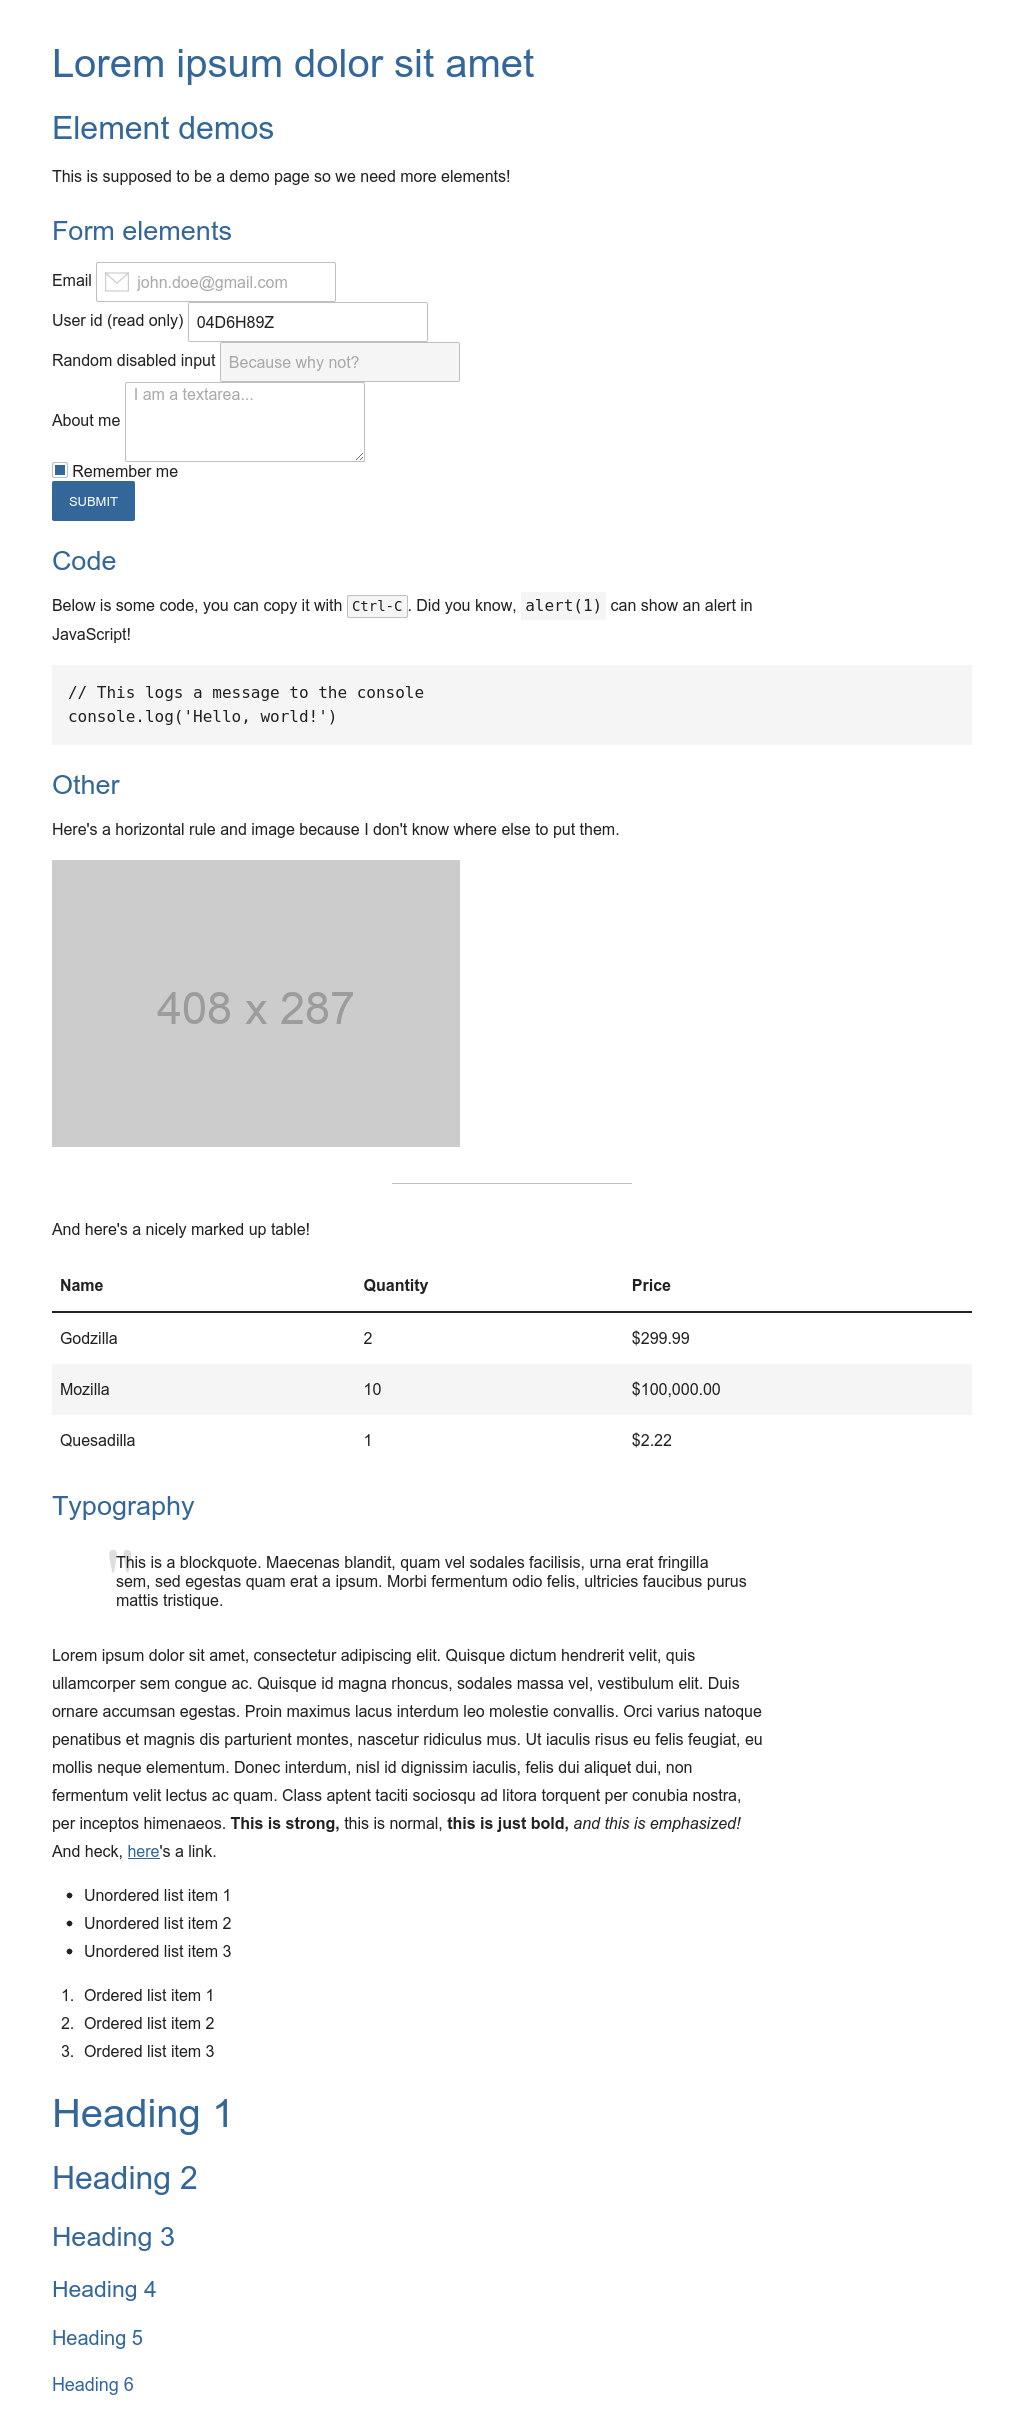 Lorem ipsum dolor sit amet
Element demos
This is supposed to be a demo page so we need more elements!
Form elements
Email john.doe@gmail.com
User id (read only) 04D6H89Z
Random disabled input Because why not?
About me I am a textarea...
Remember me
SUBMIT
Code
Below is some code, you can copy it with Ctrl-C. Did you know, alert(1) can show an alert in
JavaScript!
// This logs a message to the console
console.log('Hello, world!')
Other
Here's a horizontal rule and image because I don't know where else to put them.
408 x 287
And here's a nicely marked up table!
Name Quantity Price
Godzilla 2 $299.99
Mozilla 10 $100,000.00
Quesadilla 1 $2.22
Typography
"This is a blockquote. Maecenas blandit, quam vel sodales facilisis, urna erat fringilla
sem, sed egestas quam erat a ipsum. Morbi fermentum odio felis, ultricies faucibus purus
mattis tristique.
Lorem ipsum dolor sit amet, consectetur adipiscing elit. Quisque dictum hendrerit velit, quis
ullamcorper sem congue ac. Quisque id magna rhoncus, sodales massa vel, vestibulum elit. Duis
ornare accumsan egestas. Proin maximus lacus interdum leo molestie convallis. Orci varius natoque
penatibus et magnis dis parturient montes, nascetur ridiculus mus. Ut iaculis risus eu felis feugiat, eu
mollis neque elementum. Donec interdum, nisl id dignissim iaculis, felis dui aliquet dui, non
fermentum velit lectus ac quam. Class aptent taciti sociosqu ad litora torquent per conubia nostra,
per inceptos himenaeos. This is strong, this is normal, this is just bold, and this is emphasized!
And heck, here's a link.
• Unordered list item 1
• Unordered list item 2
• Unordered list item 3
1. Ordered list item 1
2. Ordered list item 2
3. Ordered list item 3
Heading 1
Heading 2
Heading 3
Heading 4
Heading 5
Heading 6